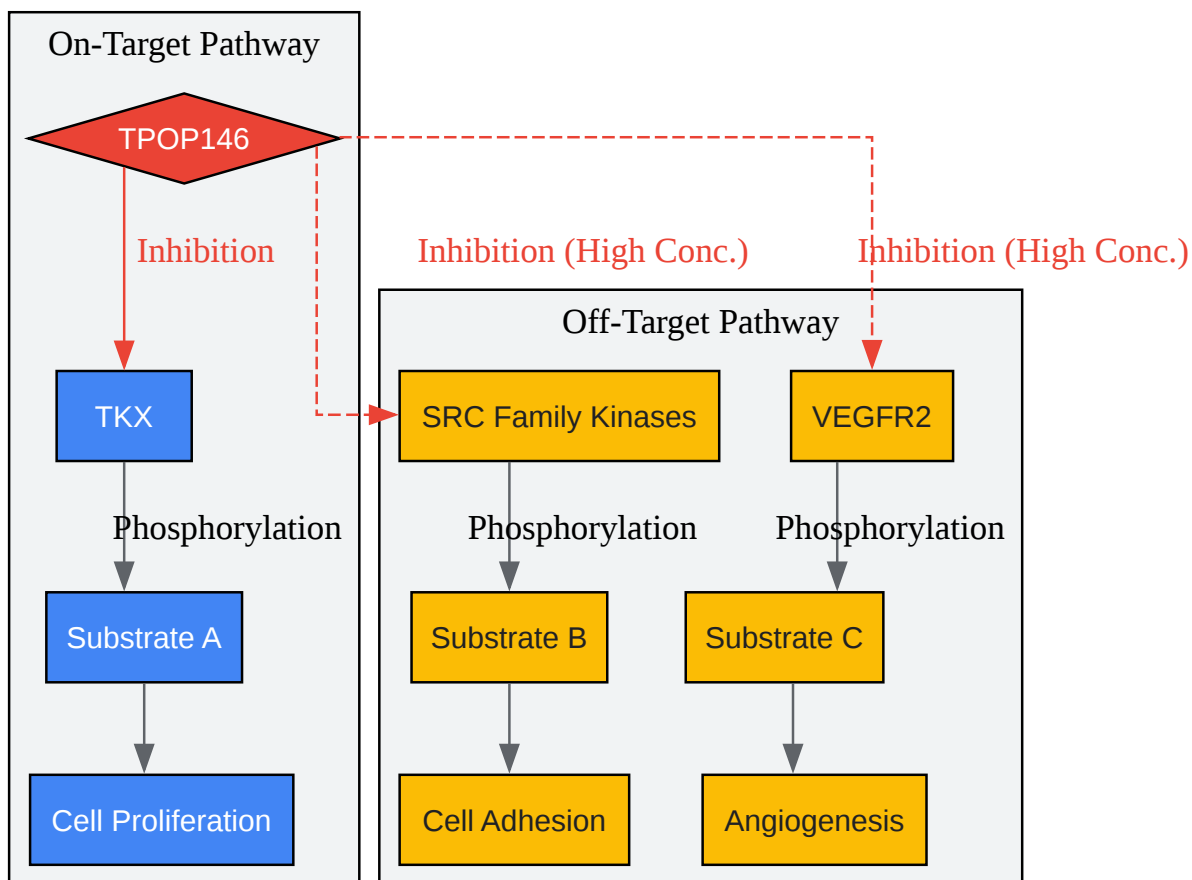 On-Target Pathway
TPOP146
Inhibition
Inhibition (High Conc.)
Inhibition (High Conc.)
Off-Target Pathway
TKX
SRC Family Kinases
VEGFR2
Phosphorylation
Phosphorylation
Phosphorylation
Substrate A
Substrate B
Substrate C
Cell Proliferation
Cell Adhesion
Angiogenesis